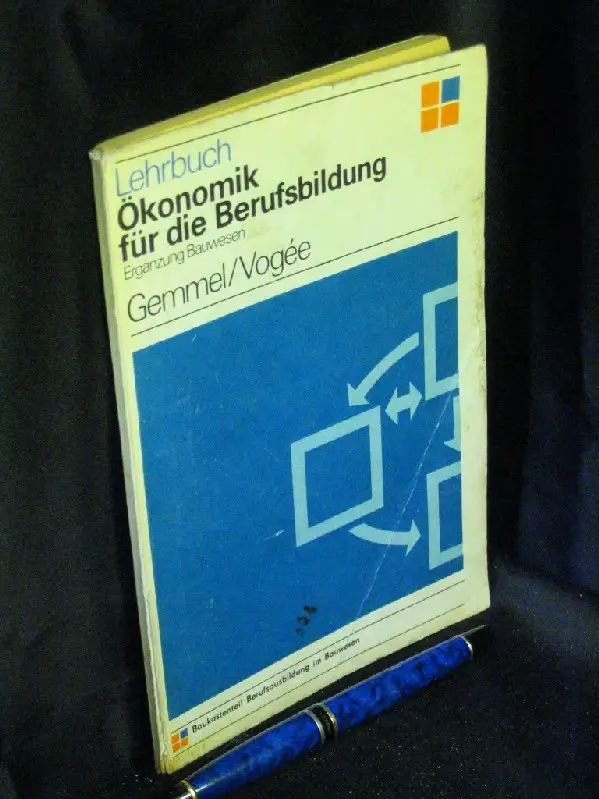 Lehrbuch
Ökonomik
für die Berufsbildung
Ergänzung Bauwesen
Gemmel/Vogée
Baukastenteil Berufsausbildung im Bauwesen